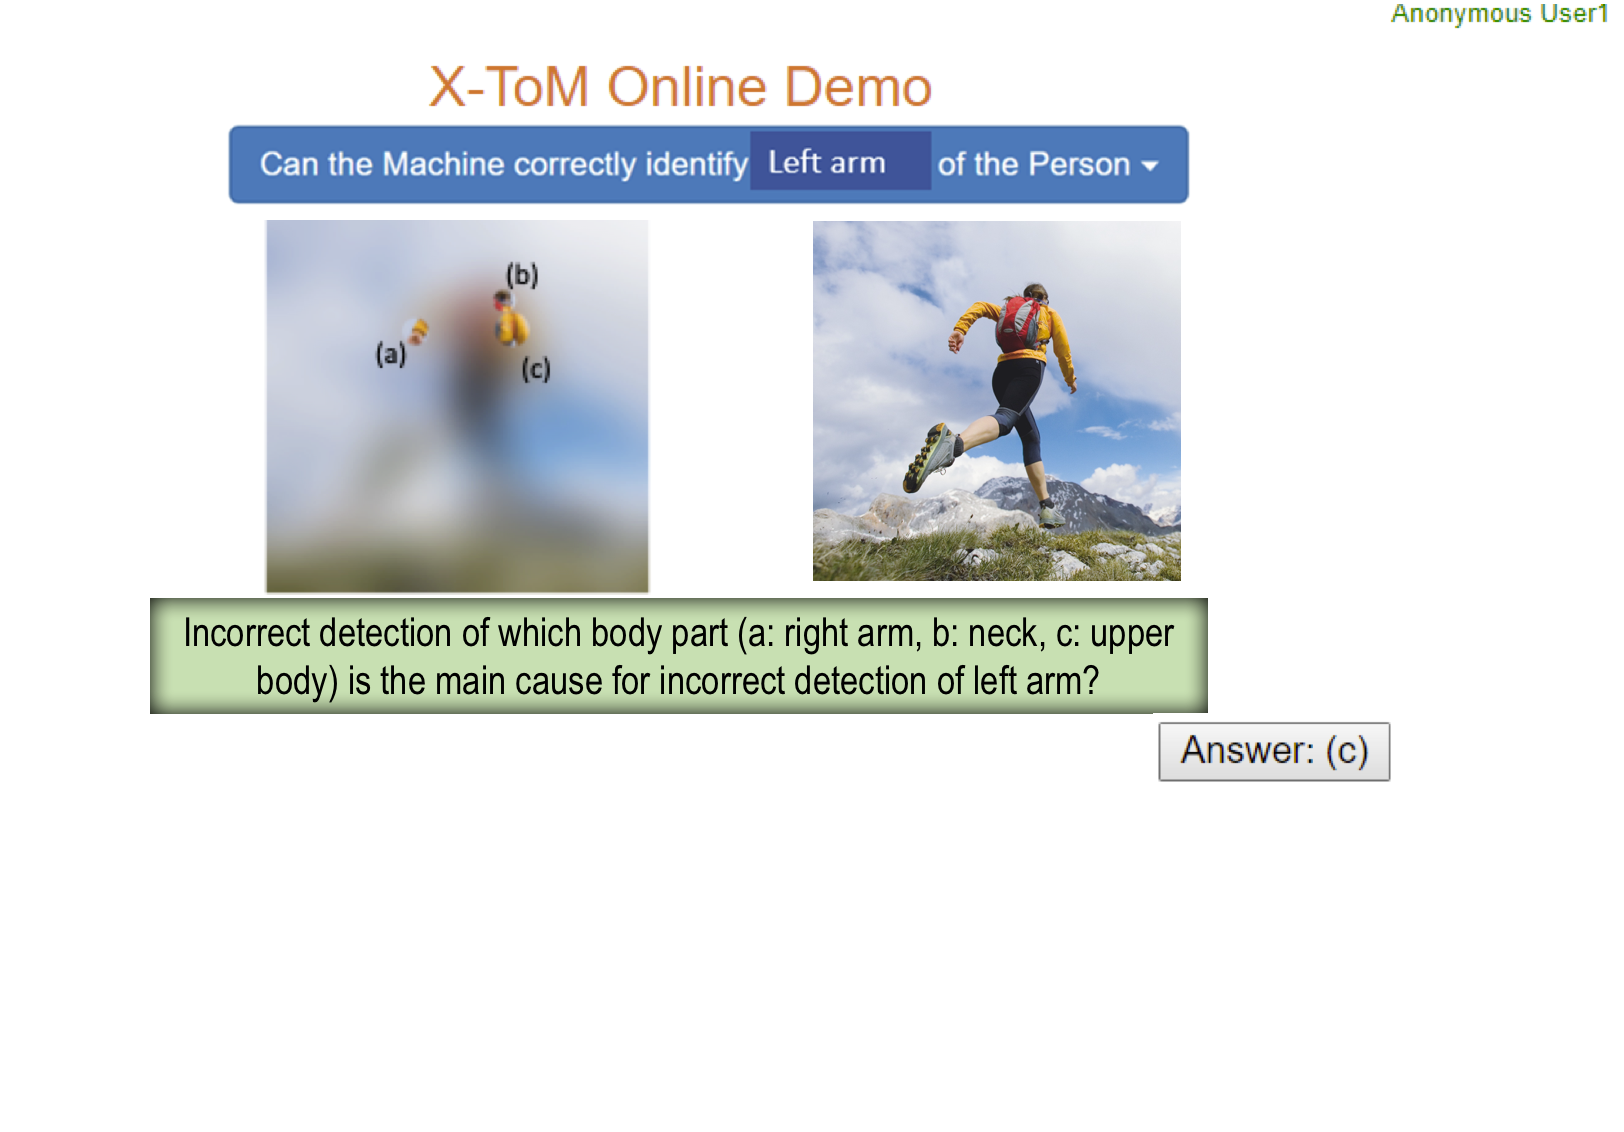 Anonymous User1
X-ToM Online Demo
Can the Machine correctly identify Left arm of the Person
(b)
(a)
(c)
Incorrect detection of which body part (a: right arm, b: neck, c: upper
body) is the main cause for incorrect detection of left arm?
Answer: (c)